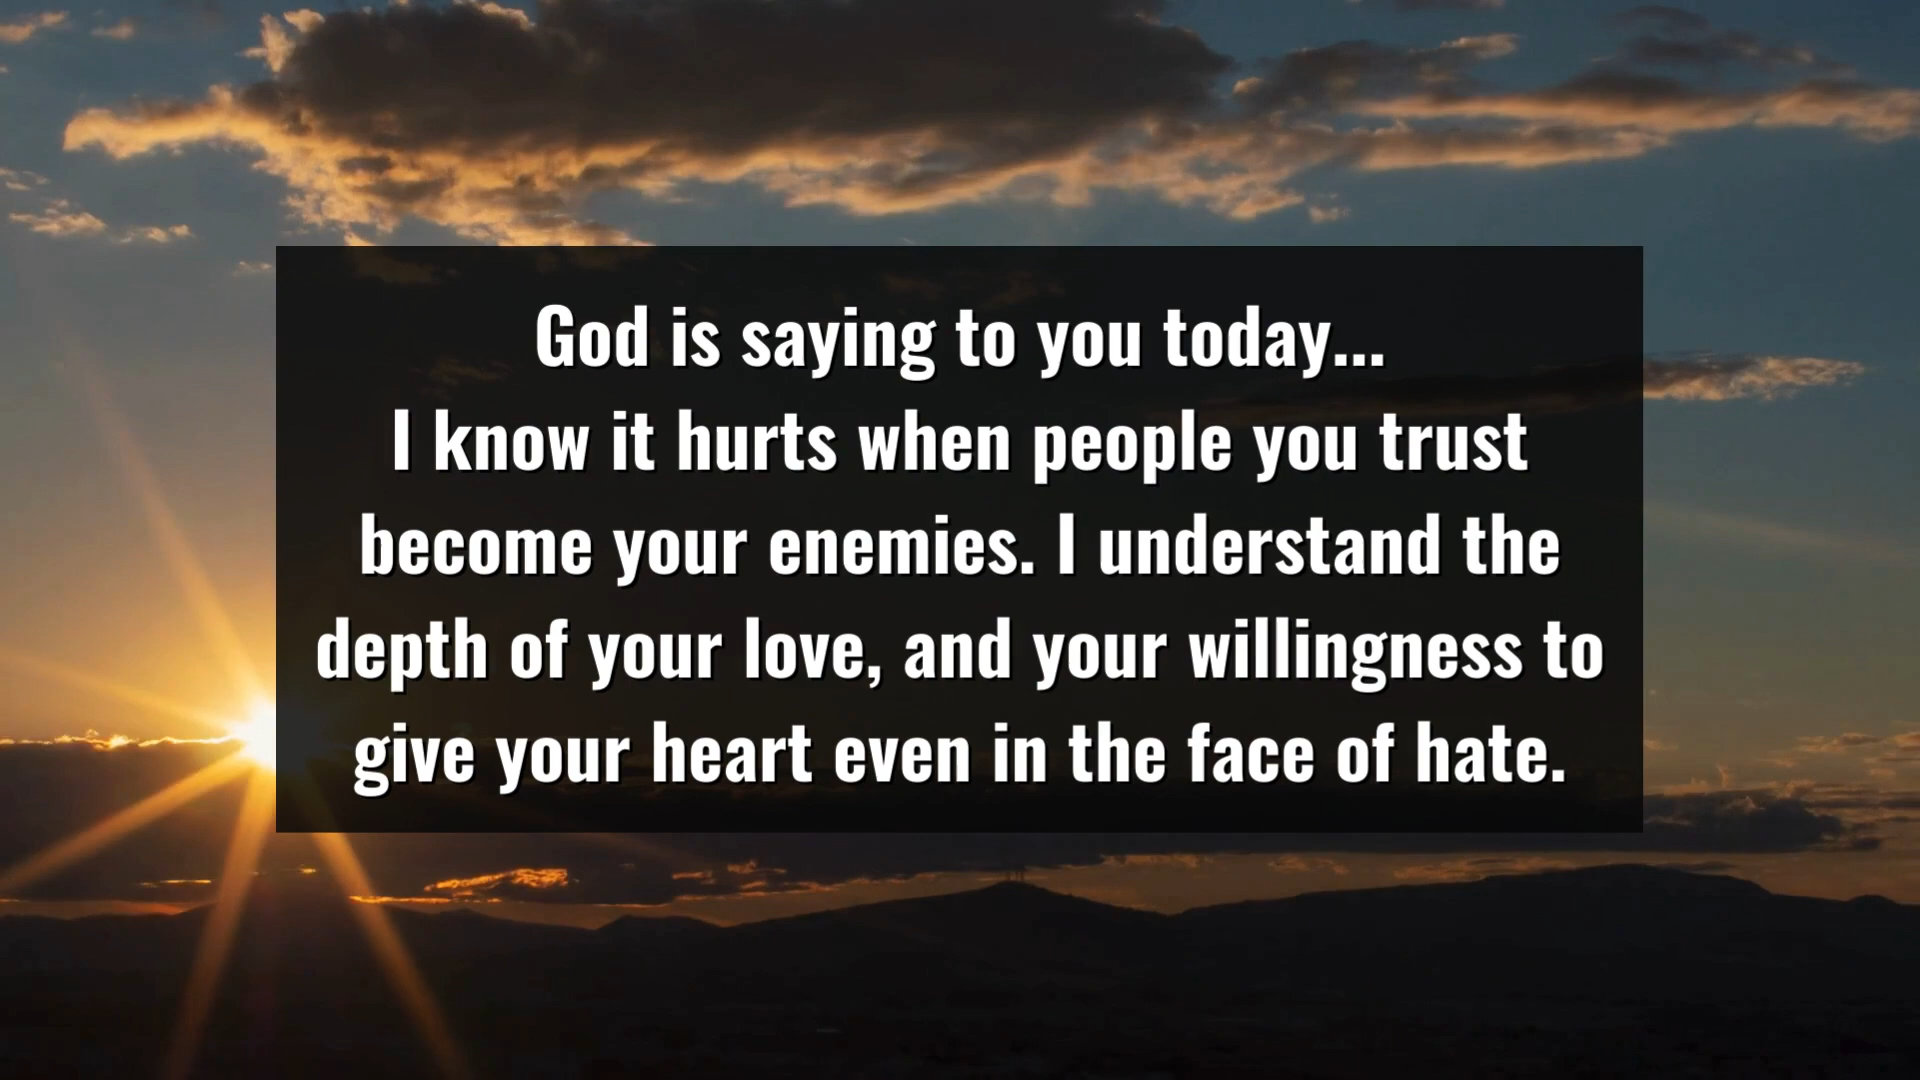 God is saying to you today...
I know it hurts when people you trust
become your enemies. I understand the
depth of your love, and your willingness to
give your heart even in the face of hate.